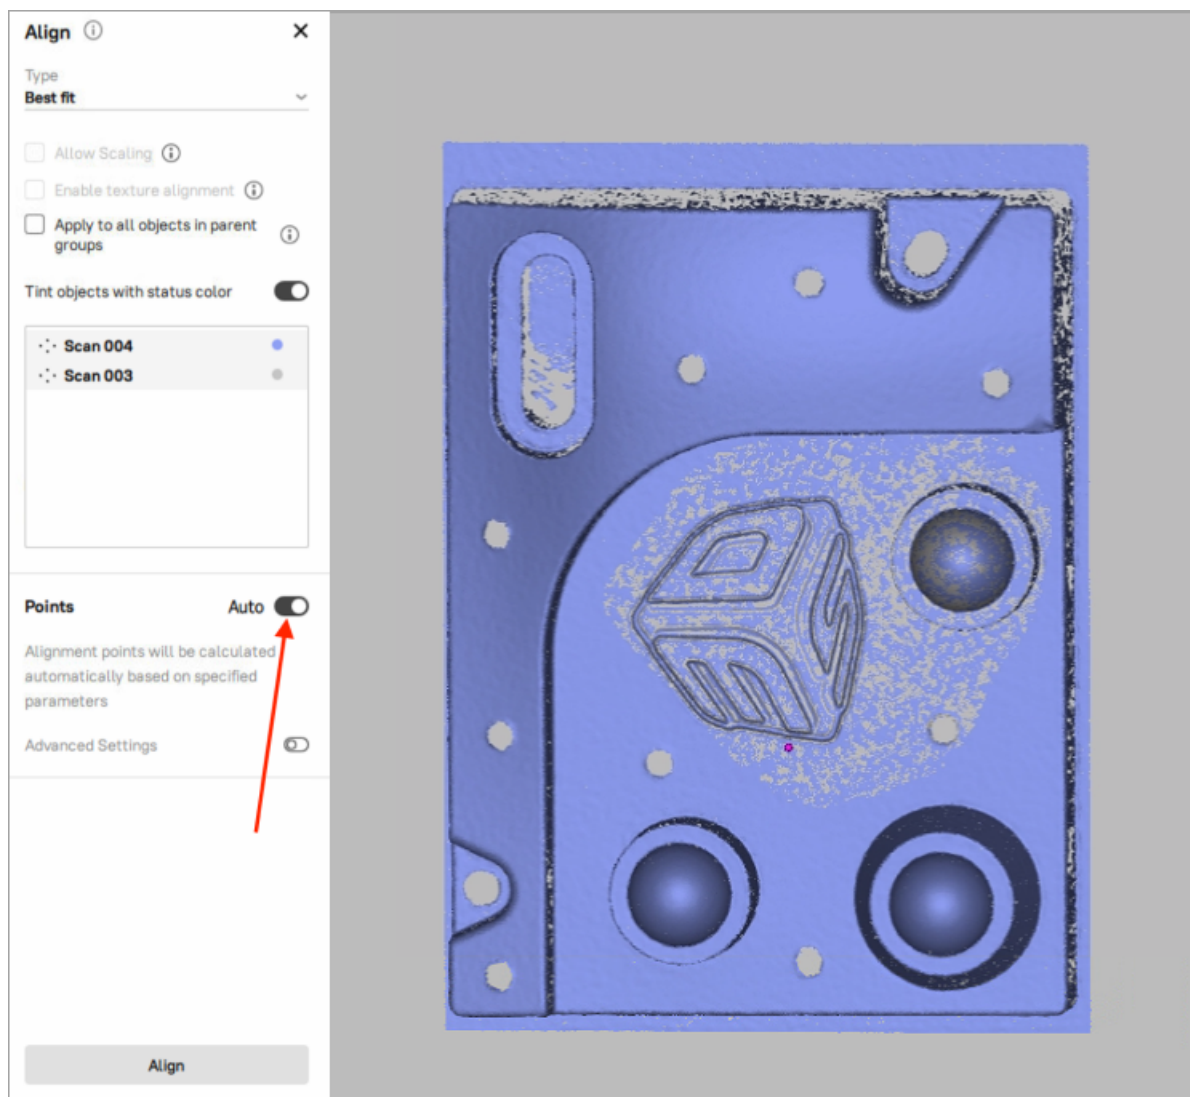 Align
Type
Best fit
Allow Scaling
Enable texture alignment
Apply to all objects in parent
groups
Tint objects with status color
Scan 004
Scan 003
Points Auto
Alignment points will be calculated
automatically based on specified
parameters
Advanced Settings
Align